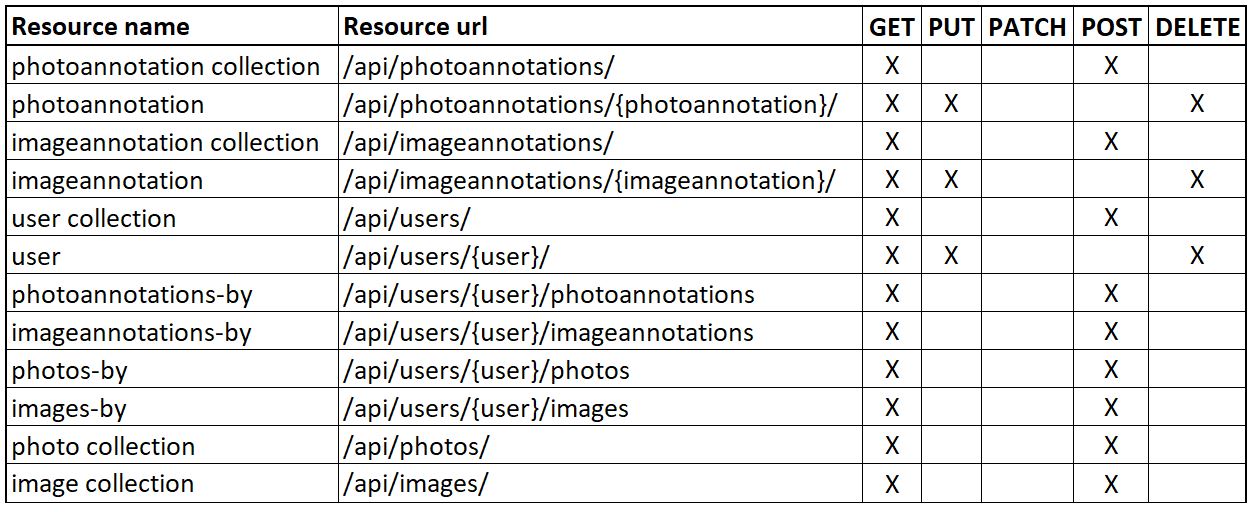 Resource name Resource url GET PUT PATCH POST DELETE
photoannotation collection /api/photoannotations/ X X
photoannotation /api/photoannotations/{photoannotation}/ X X X
imageannotation collection /api/imageannotations/ X X
imageannotation /api/imageannotations/{imageannotation}/ X X X
user collection /api/users/ X X
user /api/users/{user}/ X X X
photoannotations-by /api/users/{user}/photoannotations X X
imageannotations-by /api/users/{user}/imageannotations X X
photos-by /api/users/{user}/photos X X
images-by /api/users/{user}/images X X
photo collection /api/photos/ X X
image collection /api/images/ X X